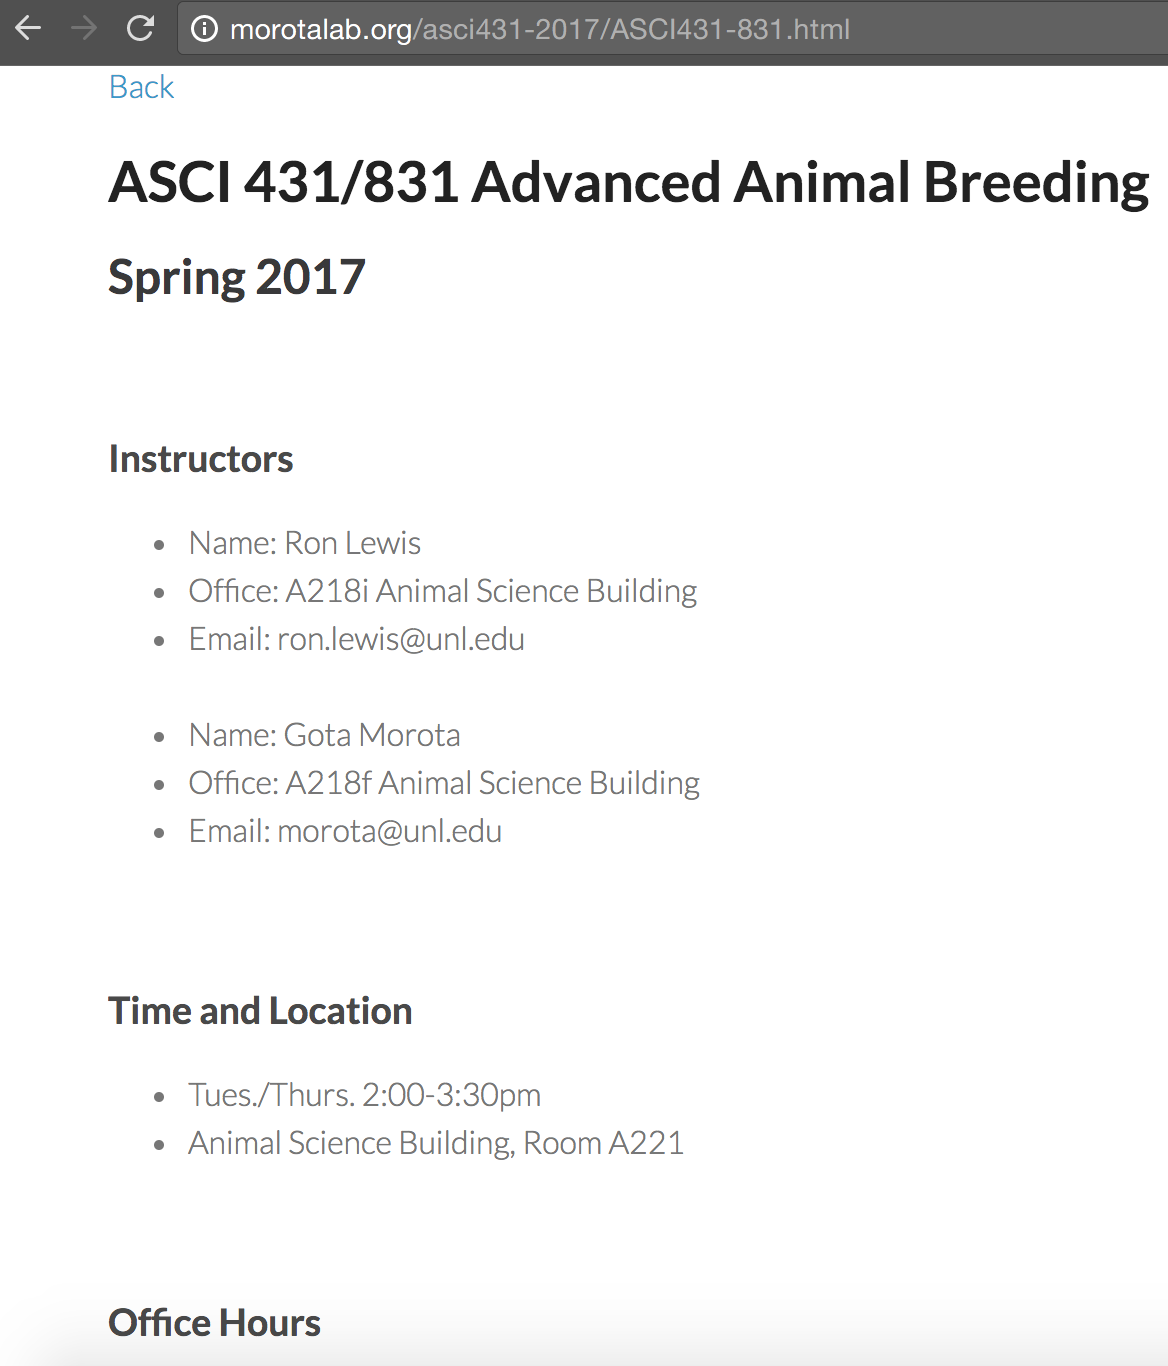 morotalab.org/asci431-2017/ASCI431-831.html
Back
ASCI 431/831 Advanced Animal Breeding
Spring 2017
Instructors
• Name: Ron Lewis
• Office: A218i Animal Science Building
• Email: ron.lewis@unl.edu
• Name: Gota Morota
• Office: A218f Animal Science Building
• Email: morota@unl.edu
Time and Location
• Tues./Thurs. 2:00-3:30pm
• Animal Science Building, Room A221
Office Hours